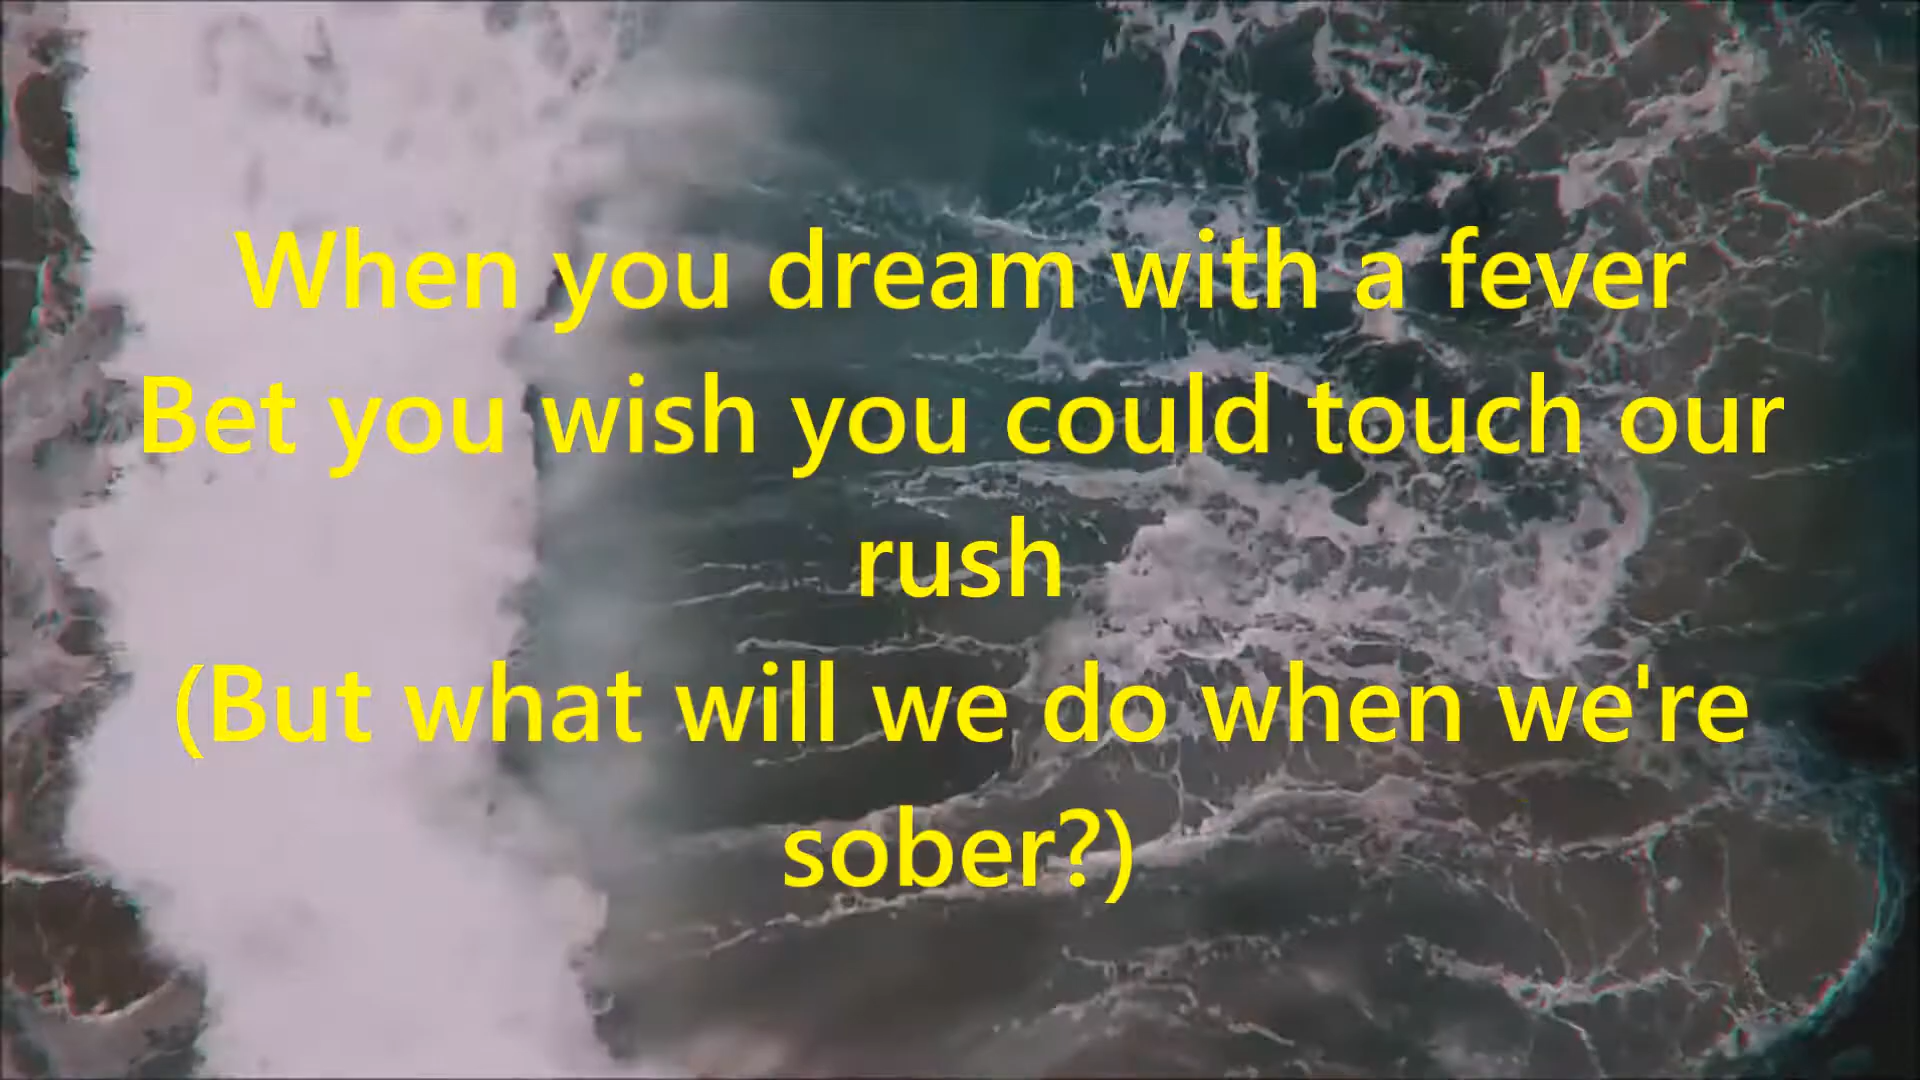 When you dream with a fever
Bet you wish you could touch our
rush
(But what will we do when we're
sober?)